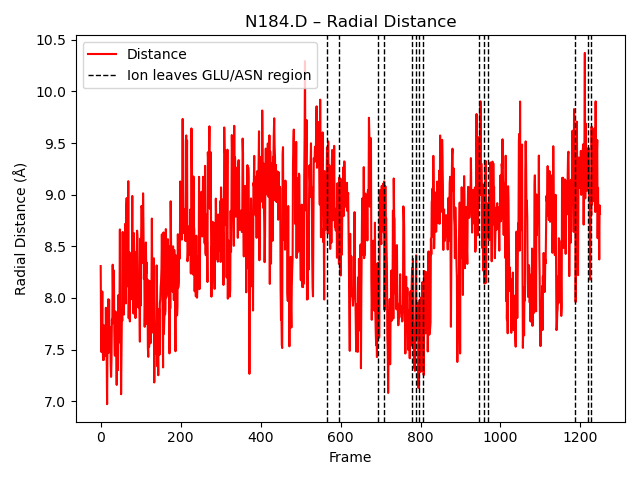 N184.D – Radial Distance
Distance
Ion leaves GLU/ASN region
Radial Distance (Å)
10.5
10.0
9.5
9.0
8.5
8.0
7.5
7.0
0 200 400 600 800 1000 1200
Frame